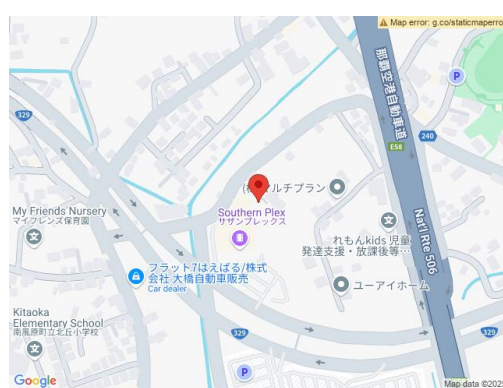 Map error: g.co/staticmaperro
那覇空港自動車道
E58
Nat'l Rte 506
P
329
240
329
マルチプラン
My Friends Nursery
マイフレンズ保育園
Southern Plex
サザンプレックス
れもんkids 児童
発達支援・放課後等…
フラット7はえばる/株式
会社 大橋自動車販売
Car dealer
ユーアイホーム
Kitaoka
Elementary School
南風原町立北丘小学校
329
329
P
Google
Map data ©202